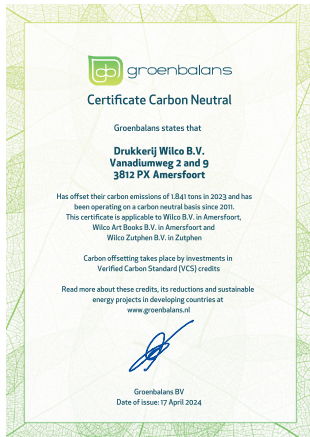 gb groenbalans
Certificate Carbon Neutral
Groenbalans states that
Drukkerij Wilco B.V.
Vanadiumweg 2 and 9
3812 PX Amersfoort
Has offset their carbon emissions of 1.841 tons in 2023 and has
been operating on a carbon neutral basis since 2011.
This certificate is applicable to Wilco B.V. in Amersfoort,
Wilco Art Books B.V. in Amersfoort and
Wilco Zutphen B.V. in Zutphen
Carbon offsetting takes place by investments in
Verified Carbon Standard (VCS) credits
Read more about these credits, its reductions and sustainable
energy projects in developing countries at
www.groenbalans.nl
Groenbalans BV
Date of issue: 17 April 2024